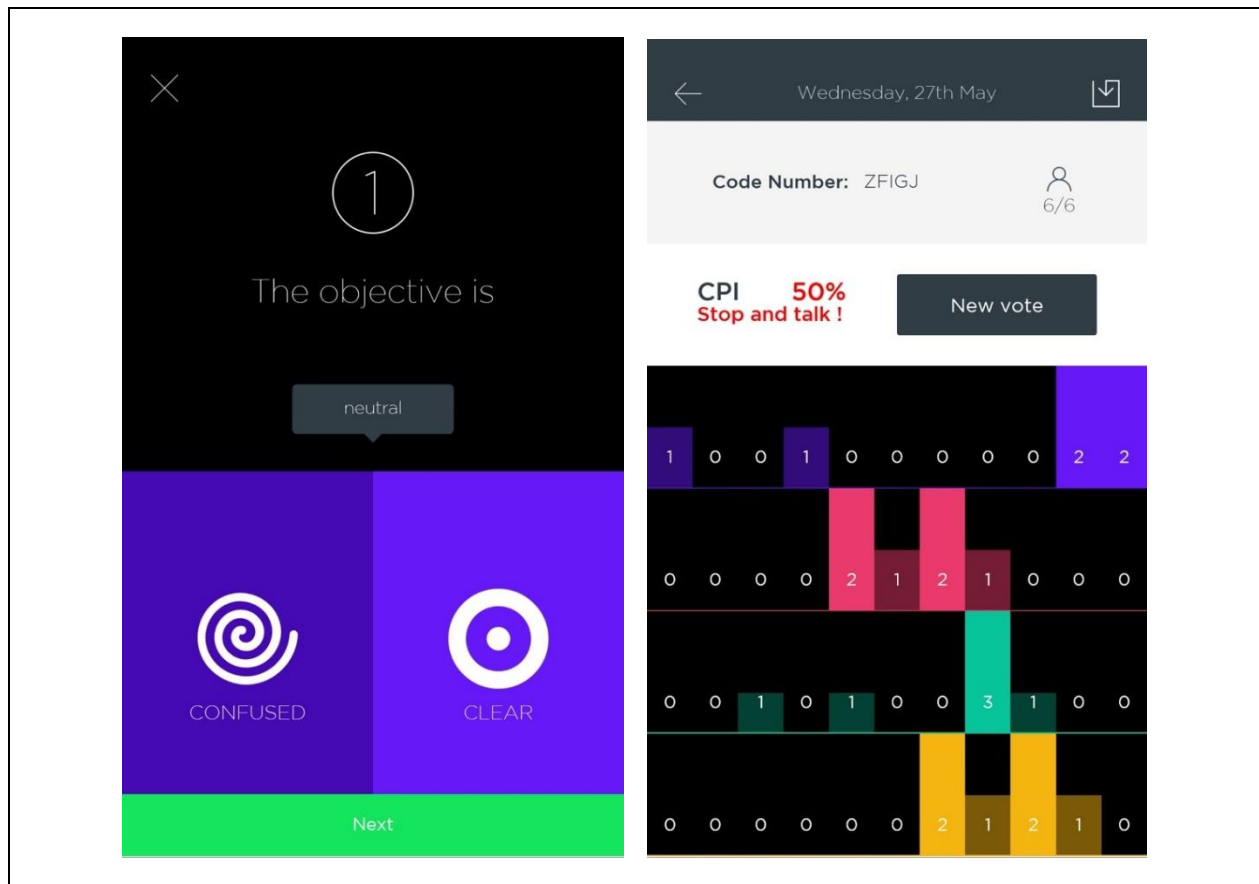 1
The objective is
neutral
CONFUSED CLEAR
Next
Wednesday, 27th May
Code Number: ZFIGJ
6/6
CPI 50%
Stop and talk !
New vote
1 0 0 1 0 0 0 0 0 2 2
0 0 0 0 2 1 2 1 0 0 0
0 0 1 0 1 0 0 3 1 0 0
0 0 0 0 0 0 2 1 2 1 0